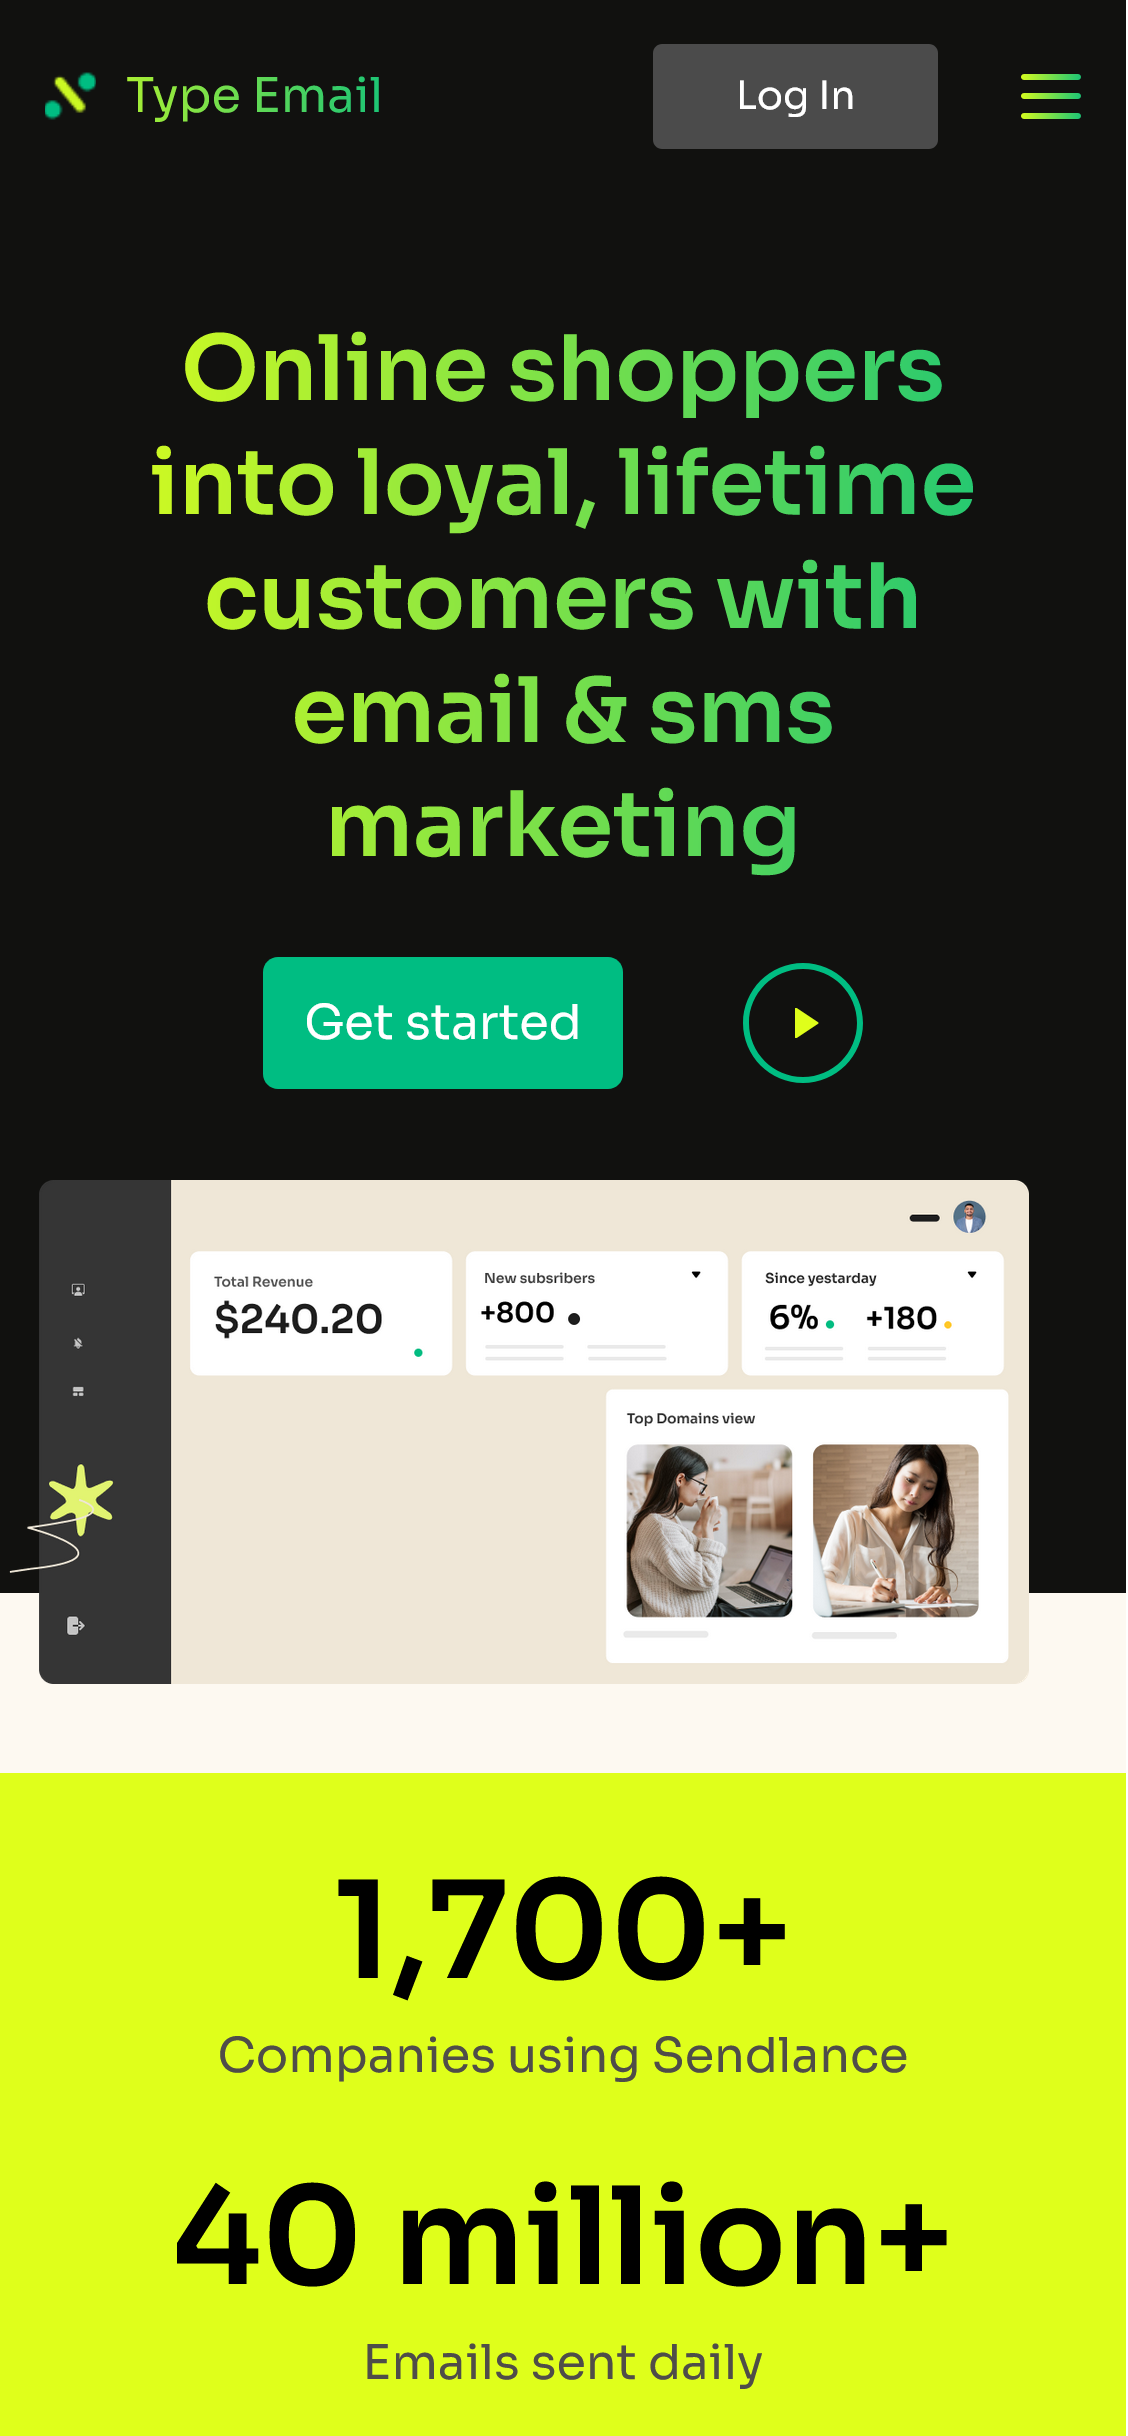 Type Email
Log In
Online shoppers
into loyal, lifetime
customers with
email & sms
marketing
Get started
Total Revenue
$240.20
New subsribers
+800
Since yestarday
6%
+180
Top Domains view
1,700+
Companies using Sendlance
40 million+
Emails sent daily